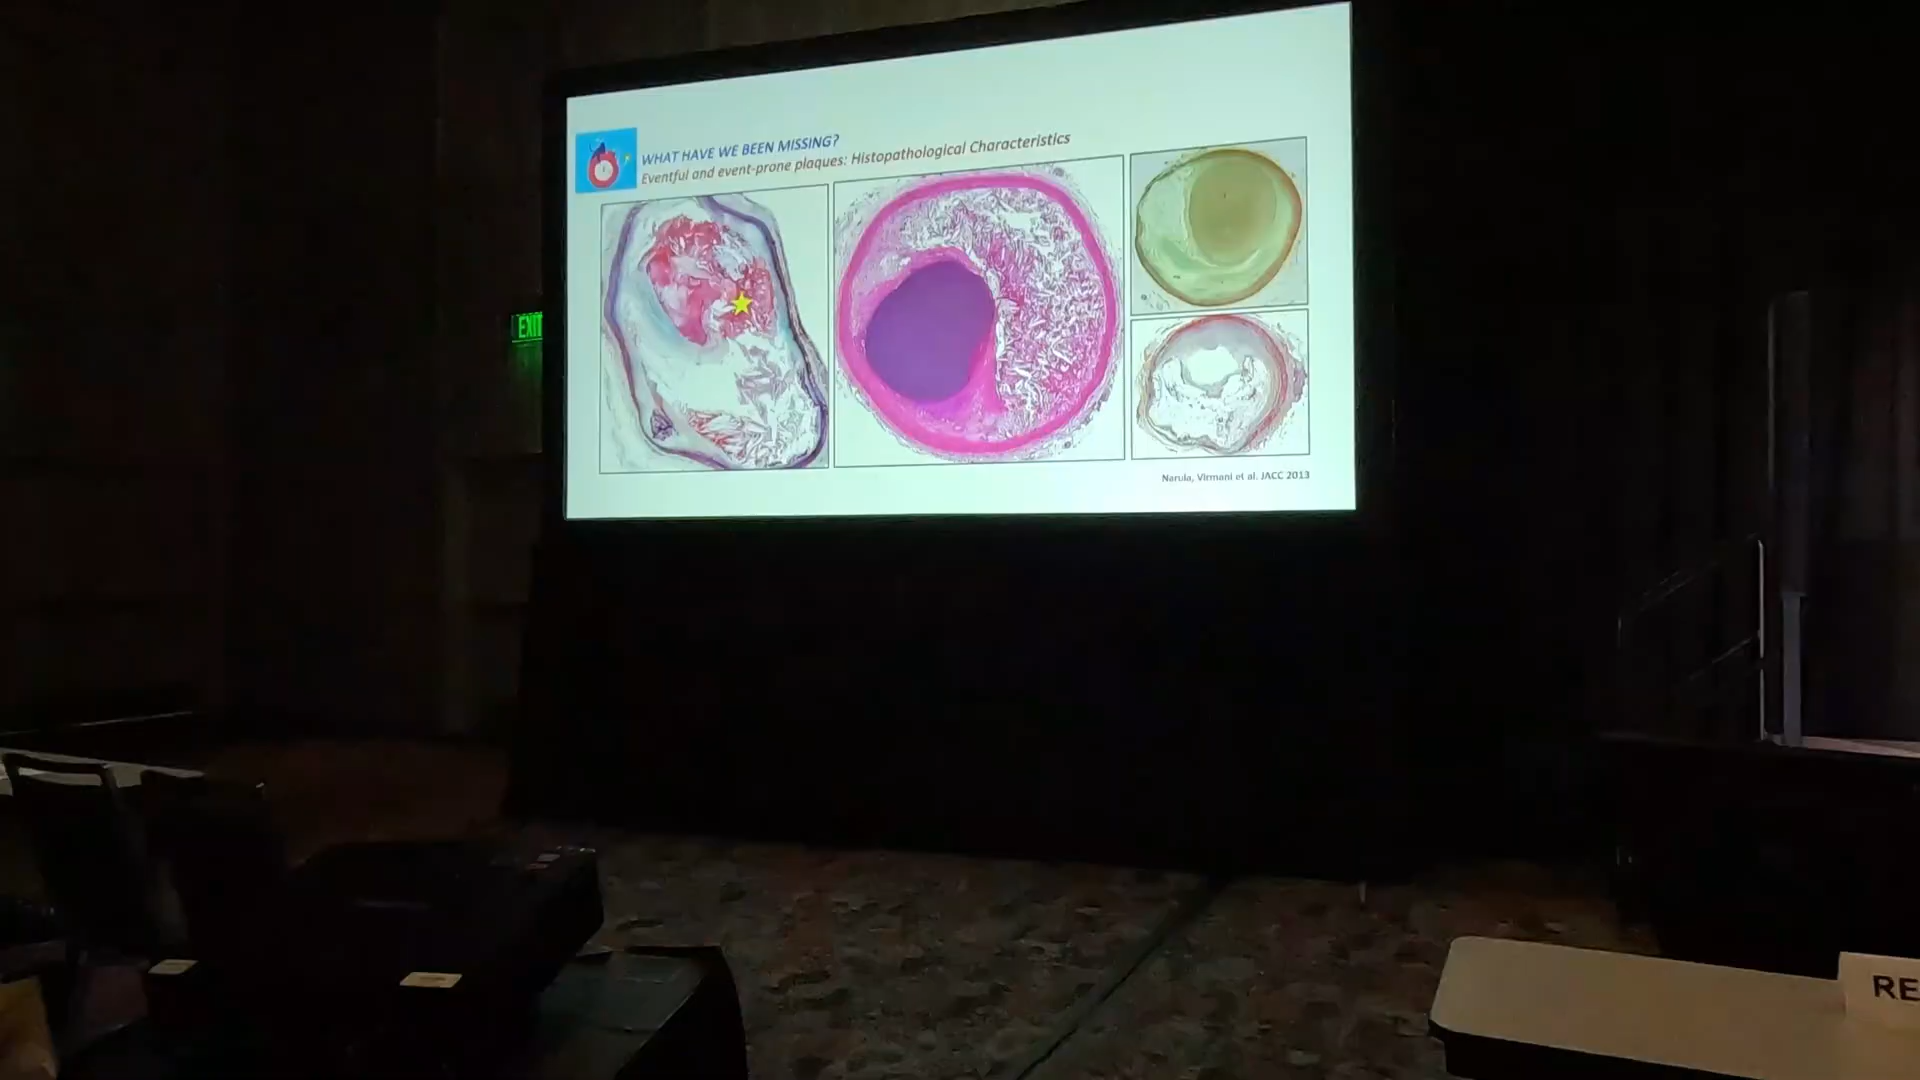 WHAT HAVE WE BEEN MISSING?
Eventful and event-prone plaques: Histopathological Characteristics
EXIT
Narula, Virmani et al. JACC 2013
RE